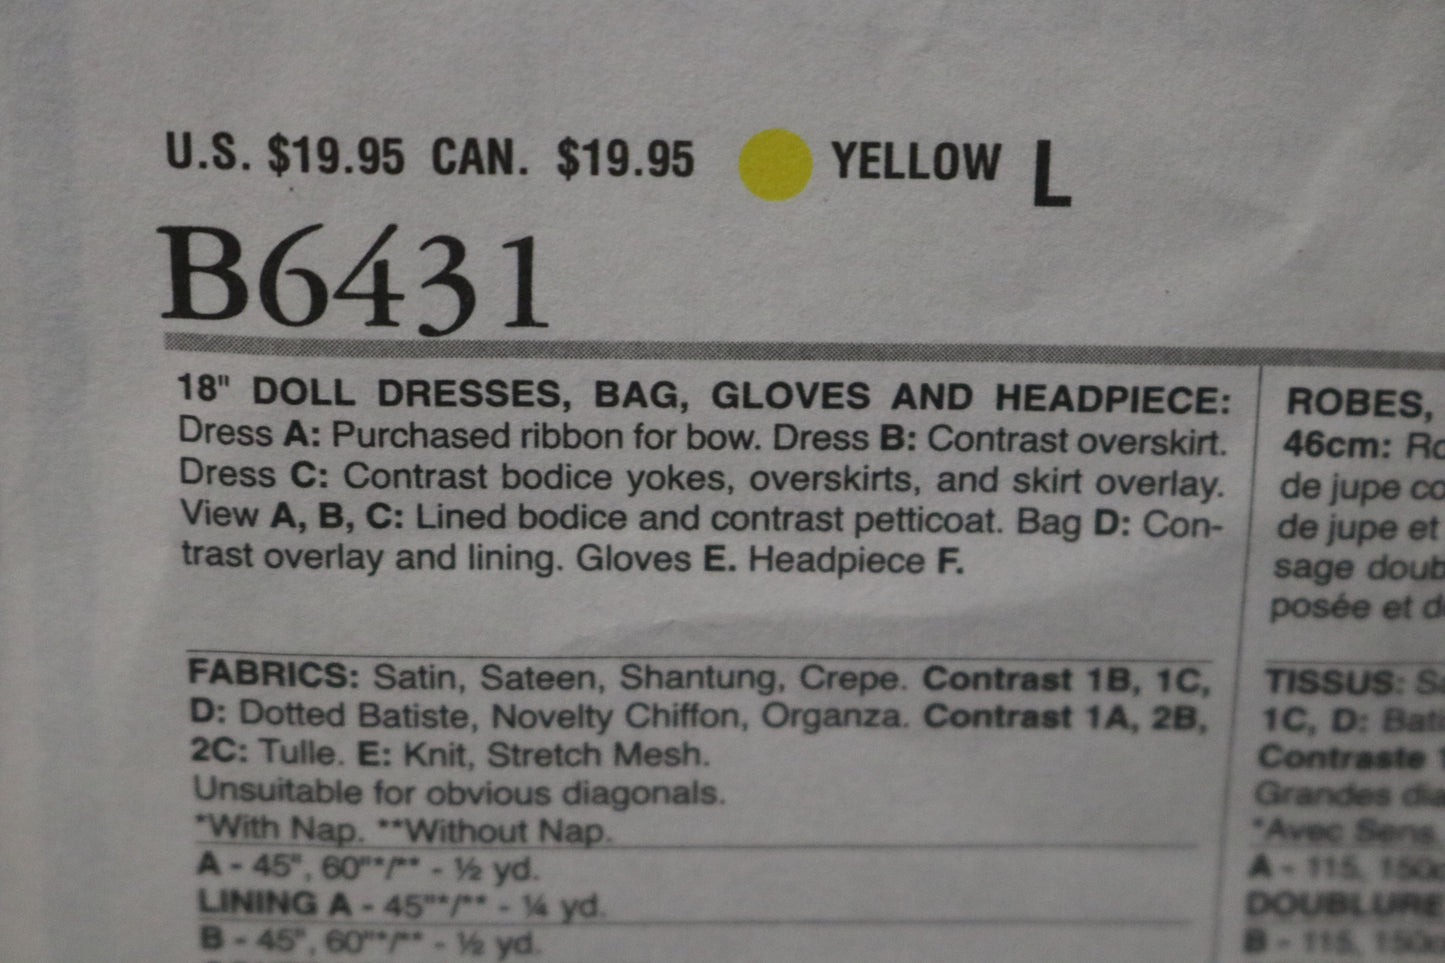 U.S. $19.95 CAN. $19.95 YELLOW L
B6431
18" DOLL DRESSES, BAG, GLOVES AND HEADPIECE:
Dress A: Purchased ribbon for bow. Dress B: Contrast overskirt.
Dress C: Contrast bodice yokes, overskirts, and skirt overlay.
View A, B, C: Lined bodice and contrast petticoat. Bag D: Con-
trast overlay and lining. Gloves E. Headpiece F.
FABRICS: Satin, Sateen, Shantung, Crepe. Contrast 1B, 1C,
D: Dotted Batiste, Novelty Chiffon, Organza. Contrast 1A, 2B,
2C: Tulle. E: Knit, Stretch Mesh.
Unsuitable for obvious diagonals.
*With Nap. **Without Nap.
A - 45", 60"*/** - ½ yd.
LINING A - 45"*/** - ¼ yd.
B - 45", 60"*/** - ½ yd.
ROBES,
46cm:
de jupe
de jupe et
sage
posée et
TISSUS:
1C, D:
Contraste
Grandes
*Avec Sens.
A - 115,
DOUBLURE
B - 115,